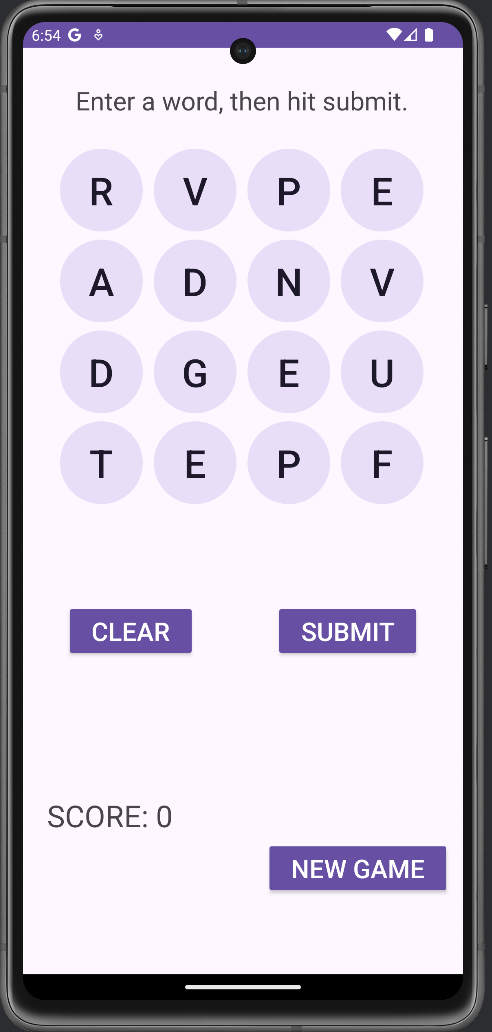 6:54 G
Enter a word, then hit submit.
R V P E
A D N V
D G E U
T E P F
CLEAR SUBMIT
SCORE: 0
NEW GAME